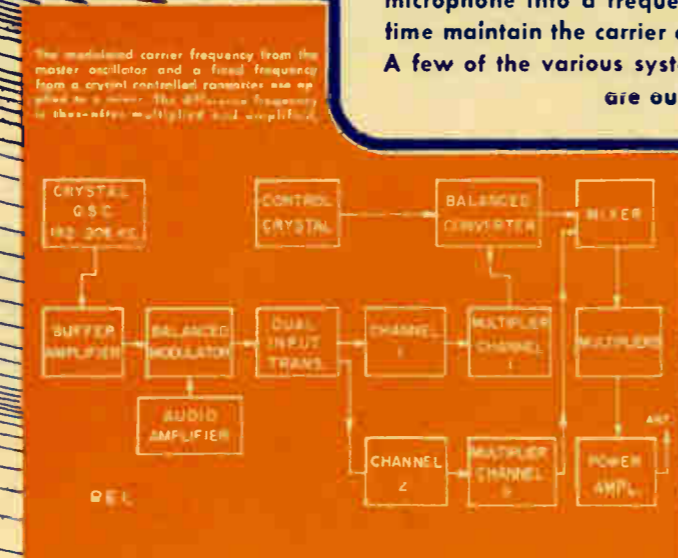 microphone into a freque
time maintain the carrier
A few of the various syst
are ou
The modulated carrier frequency from the
master oscillator and a fixed frequency
from a crystal controlled
to a mixer. The difference frequency
is multiplied and amplified,
CRYSTAL
OSC
CONTROL
CRYSTAL
BALANCED
CONVERTER
MIXER
BUFFER
AMPLIFIER
BALANCED
MODULATOR
DUAL
INPUT
TRANS.
CHANNEL
1
MULTIPLIER
CHANNEL
1
MULTIPLIERS
AUDIO
AMPLIFIER
CHANNEL
2
MULTIPLIER
CHANNEL
POWER
AMPL.
ANT.
REL